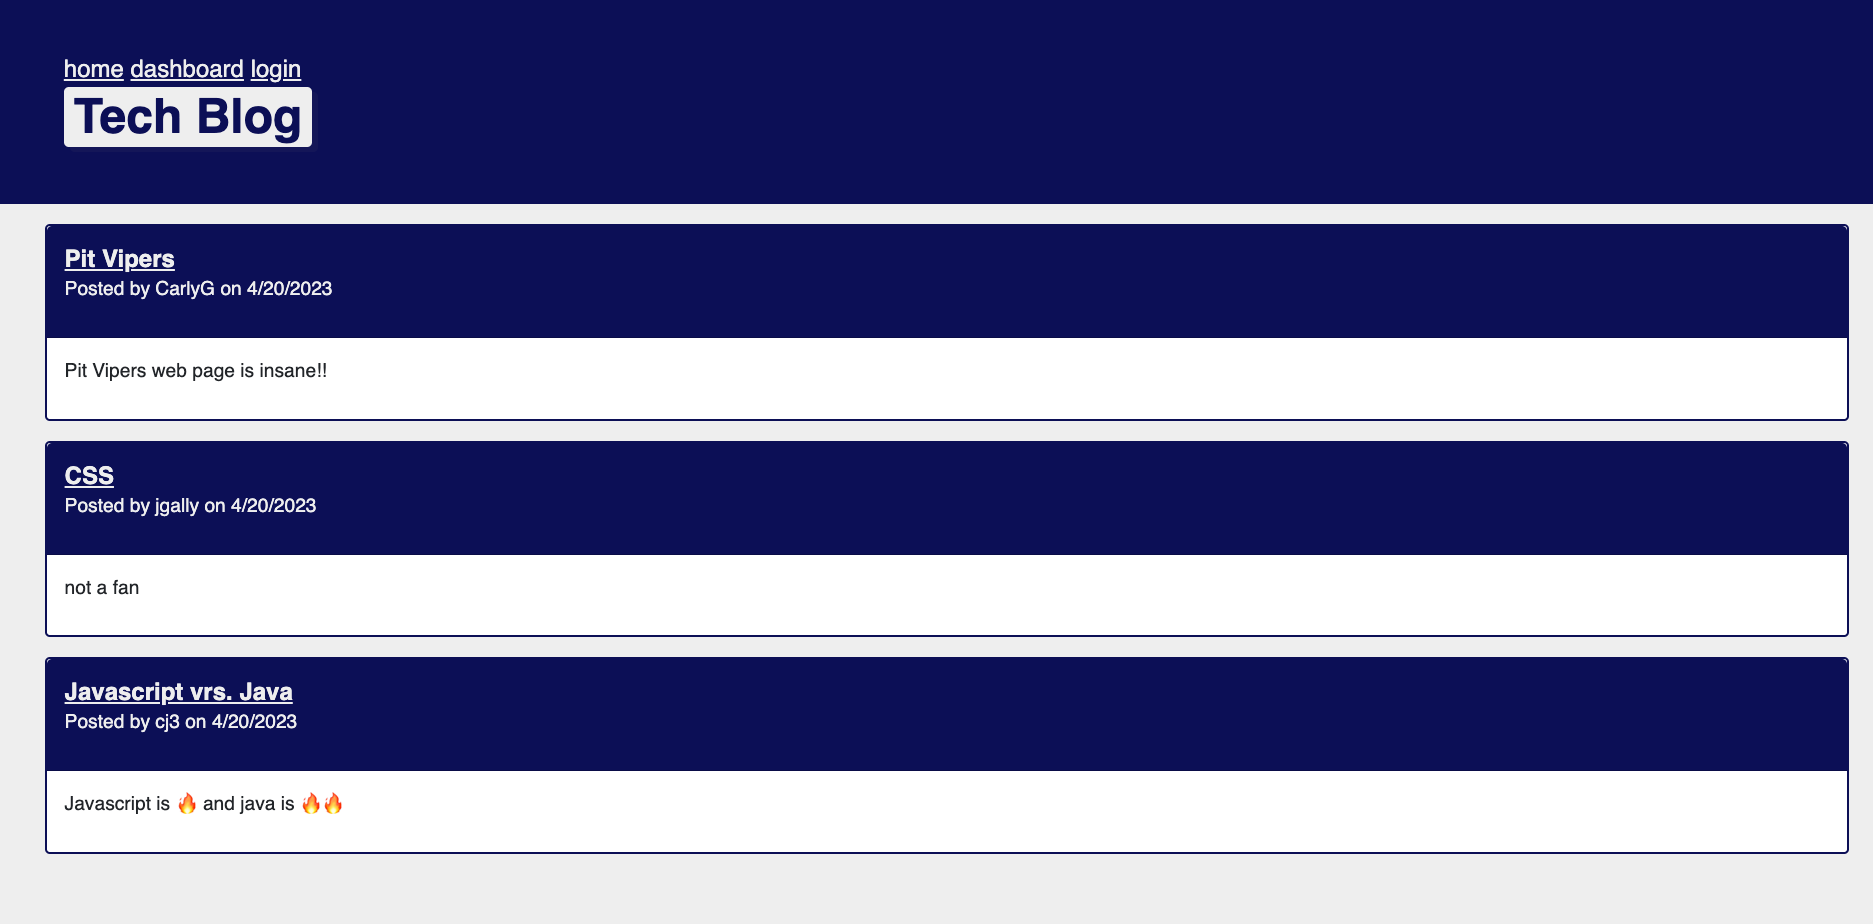 home dashboard login
Tech Blog
Pit Vipers
Posted by CarlyG on 4/20/2023
Pit Vipers web page is insane!!
CSS
Posted by jgally on 4/20/2023
not a fan
Javascript vrs. Java
Posted by cj3 on 4/20/2023
Javascript is 🔥 and java is 🔥🔥